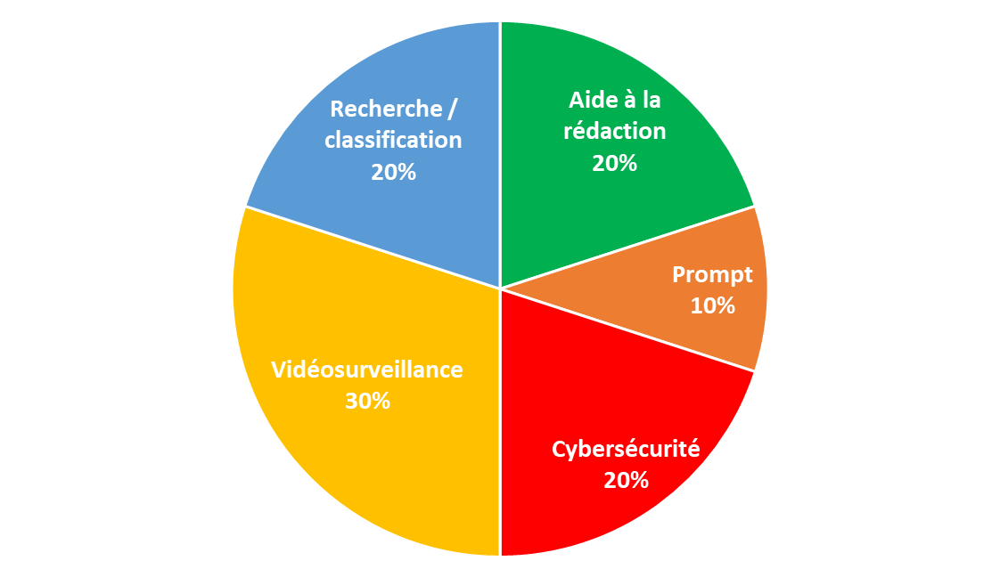 Aide à la
rédaction
20%
Prompt
10%
Cybersécurité
20%
Vidéosurveillance
30%
Recherche /
classification
20%